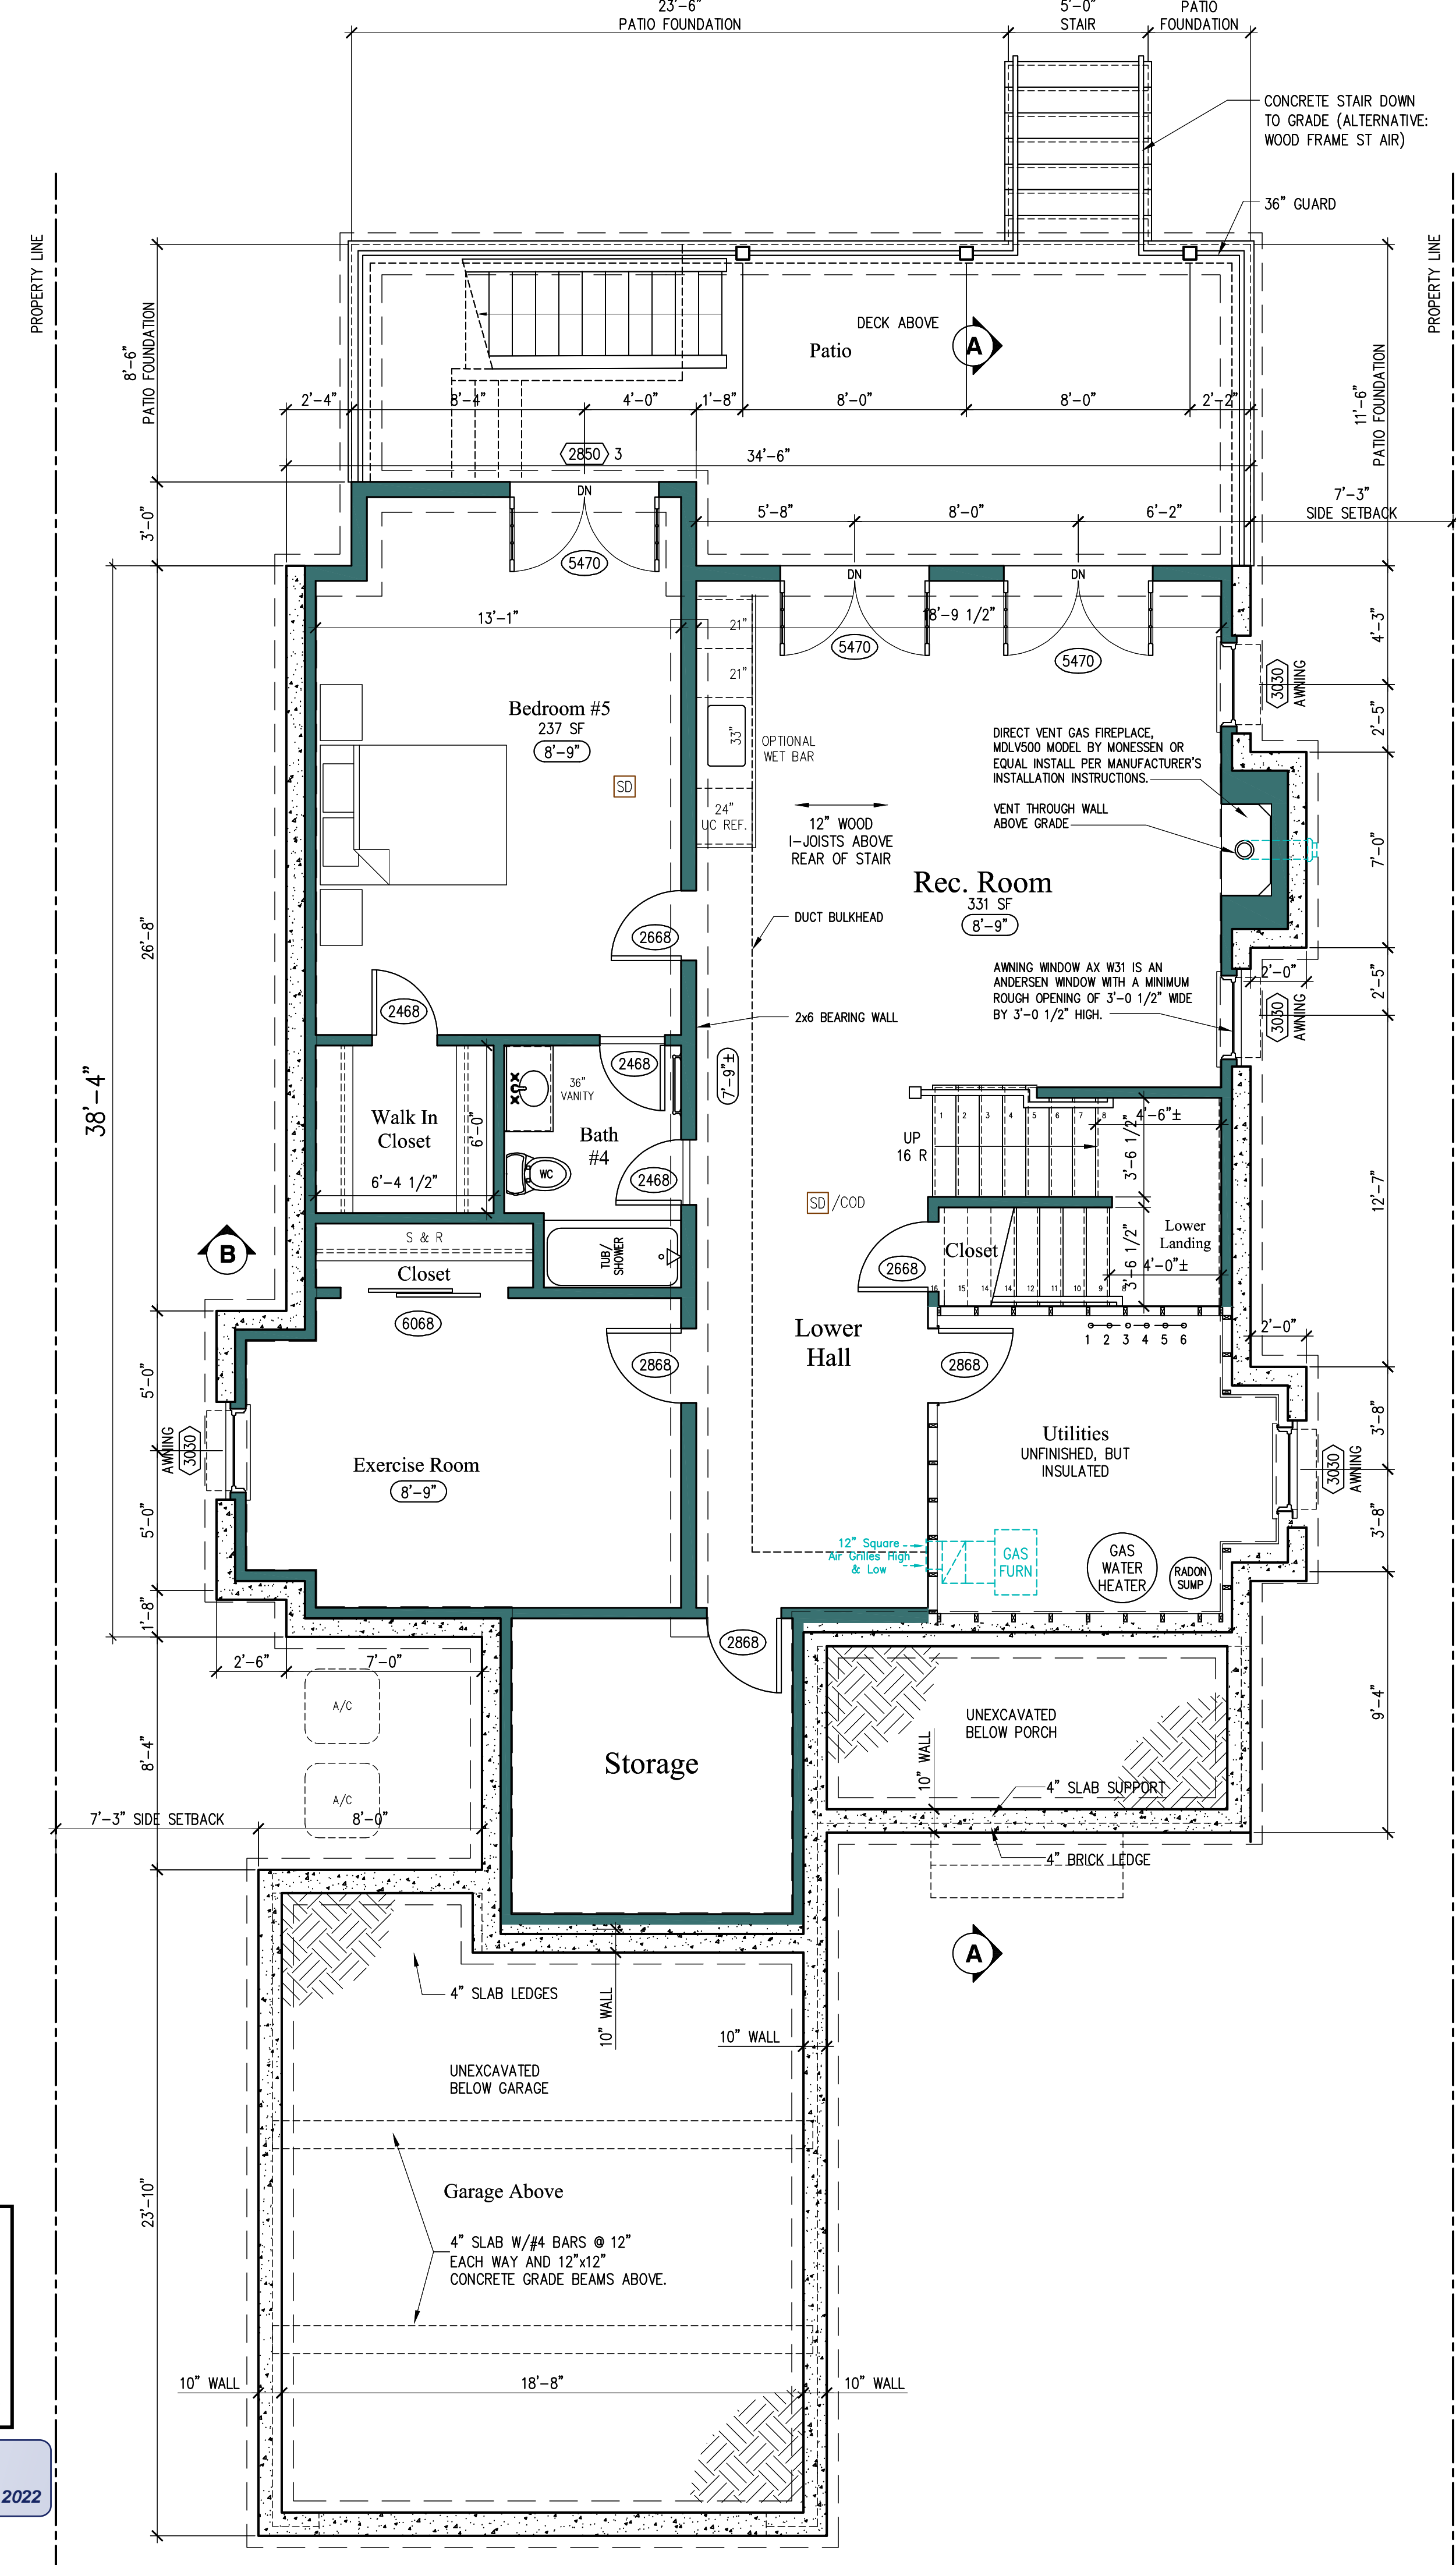 23'-6"
PATIO FOUNDATION
5'-0"
STAIR
PATIO
FOUNDATION
CONCRETE STAIR DOWN
TO GRADE (ALTERNATIVE:
WOOD FRAME ST AIR)
36" GUARD
PROPERTY LINE
PROPERTY LINE
8'-6"
PATIO FOUNDATION
11'-6"
PATIO FOUNDATION
DECK ABOVE
Patio
A
2'-4"
8'-4"
4'-0"
1'-8"
8'-0"
8'-0"
2'-2"
2850 3
34'-6"
DN
5470
3'-0"
5'-8"
8'-0"
6'-2"
7'-3"
SIDE SETBACK
DN
DN
13'-1"
18'-9 1/2"
5470
5470
21"
21"
33"
OPTIONAL
WET BAR
24"
UC REF.
4'-3"
3030
AWNING
2'-5"
Bedroom #5
237 SF
8'-9"
SD
DIRECT VENT GAS FIREPLACE,
MDLV500 MODEL BY MONESSEN OR
EQUAL INSTALL PER MANUFACTURER'S
INSTALLATION INSTRUCTIONS.
VENT THROUGH WALL
ABOVE GRADE
12" WOOD
I-JOISTS ABOVE
REAR OF STAIR
7'-0"
Rec. Room
331 SF
8'-9"
DUCT BULKHEAD
2668
26'-8"
38'-4"
AWNING WINDOW AX W31 IS AN
ANDERSEN WINDOW WITH A MINIMUM
ROUGH OPENING OF 3'-0 1/2" WIDE
BY 3'-0 1/2" HIGH.
2'-0"
2'-5"
3030
AWNING
2468
2x6 BEARING WALL
2468
7'-9"±
36"
VANITY
Walk In
Closet
6'-0"
6'-4 1/2"
Bath
#4
WC
2468
1 2 3 4 5 6 7 8
UP
16 R
4'-6"±
3'-6 1/2"
12'-7"
SD /COD
B
S & R
Closet
TUB/
SHOWER
6068
2668
Closet
3'-6 1/2"
Lower
Landing
4'-0"±
16 15 14 14 12 11 10 9 8
Lower
Hall
1 2 3 4 5 6
2'-0"
2868
2868
5'-0"
3030
AWNING
5'-0"
Exercise Room
8'-9"
Utilities
UNFINISHED, BUT
INSULATED
3'-8"
3030
AWNING
3'-8"
12" Square
Air Grilles High
& Low
GAS
FURN
GAS
WATER
HEATER
RADON
SUMP
1'-8"
2868
2'-6"
7'-0"
A/C
A/C
8'-4"
7'-3" SIDE SETBACK
8'-0"
Storage
UNEXCAVATED
BELOW PORCH
10" WALL
4" SLAB SUPPORT
4" BRICK LEDGE
9'-4"
A
4" SLAB LEDGES
10" WALL
10" WALL
UNEXCAVATED
BELOW GARAGE
Garage Above
23'-10"
4" SLAB W/#4 BARS @ 12"
EACH WAY AND 12"x12"
CONCRETE GRADE BEAMS ABOVE.
10" WALL
18'-8"
10" WALL
2022